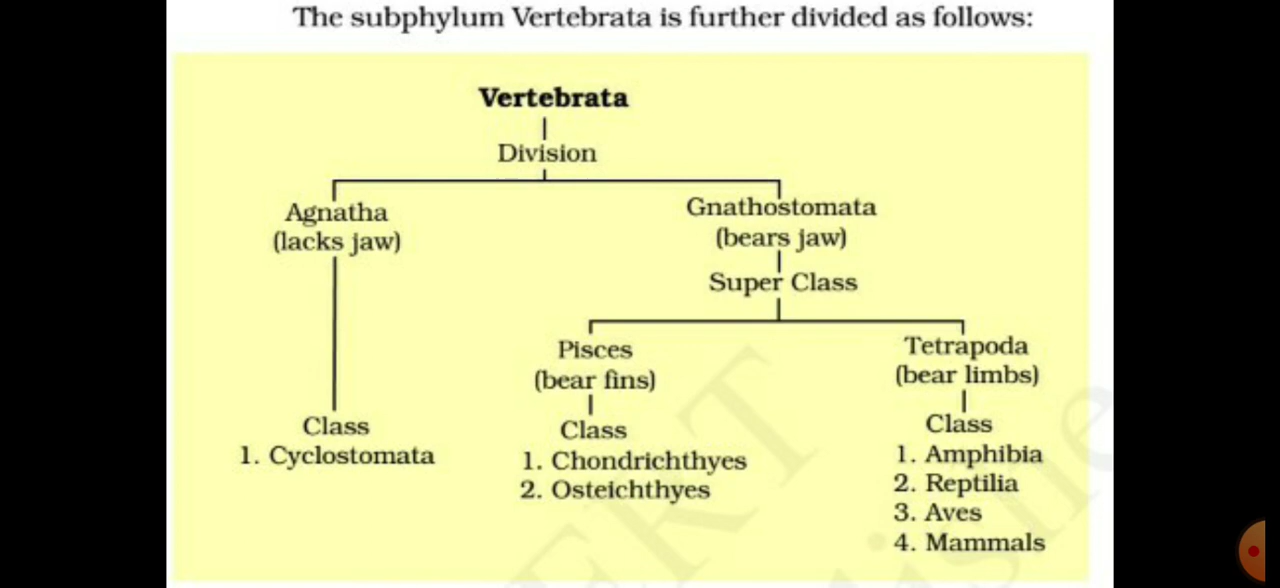 The subphylum Vertebrata is further divided as follows:
Vertebrata
Division
Agnatha
(lacks jaw)
Gnathostomata
(bears jaw)
Super Class
Pisces
(bear fins)
Tetrapoda
(bear limbs)
Class
1. Cyclostomata
Class
1. Chondrichthyes
2. Osteichthyes
Class
1. Amphibia
2. Reptilia
3. Aves
4. Mammals